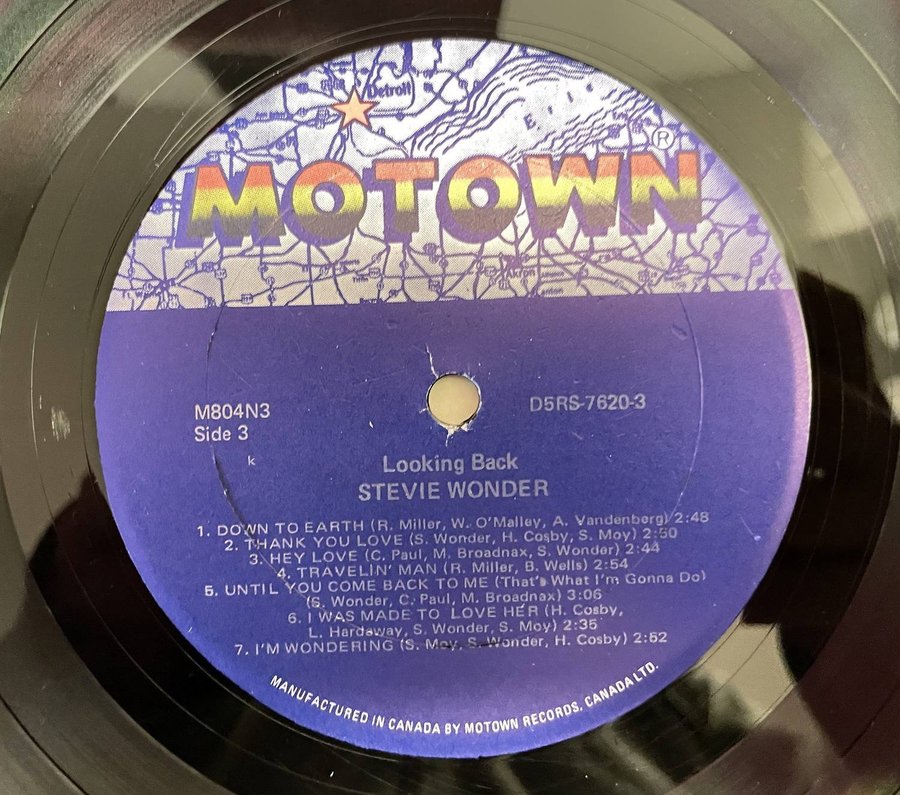 Detroit
Erie
®
MOTOWN
Akron
M804N3
D5RS-7620-3
Side 3
k
Looking Back
STEVIE WONDER
1. DOWN TO EARTH (R. Miller, W. O'Malley, A. Vandenberg) 2:48
2. THANK YOU LOVE (S. Wonder, H. Cosby, S. Moy) 2:50
3. HEY LOVE (C. Paul, M. Broadnax, S. Wonder) 2:44
4. TRAVELIN' MAN (R. Miller, B. Wells) 2:54
5. UNTIL YOU COME BACK TO ME (That's What I'm Gonna Do)
(S. Wonder, C. Paul, M. Broadnax) 3:06
6. I WAS MADE TO LOVE HER (H. Cosby,
L. Hardaway, S. Wonder, S. Moy) 2:35
7. I'M WONDERING (S. Moy, S. Wonder, H. Cosby) 2:52
MANUFACTURED IN CANADA BY MOTOWN RECORDS, CANADA LTD.